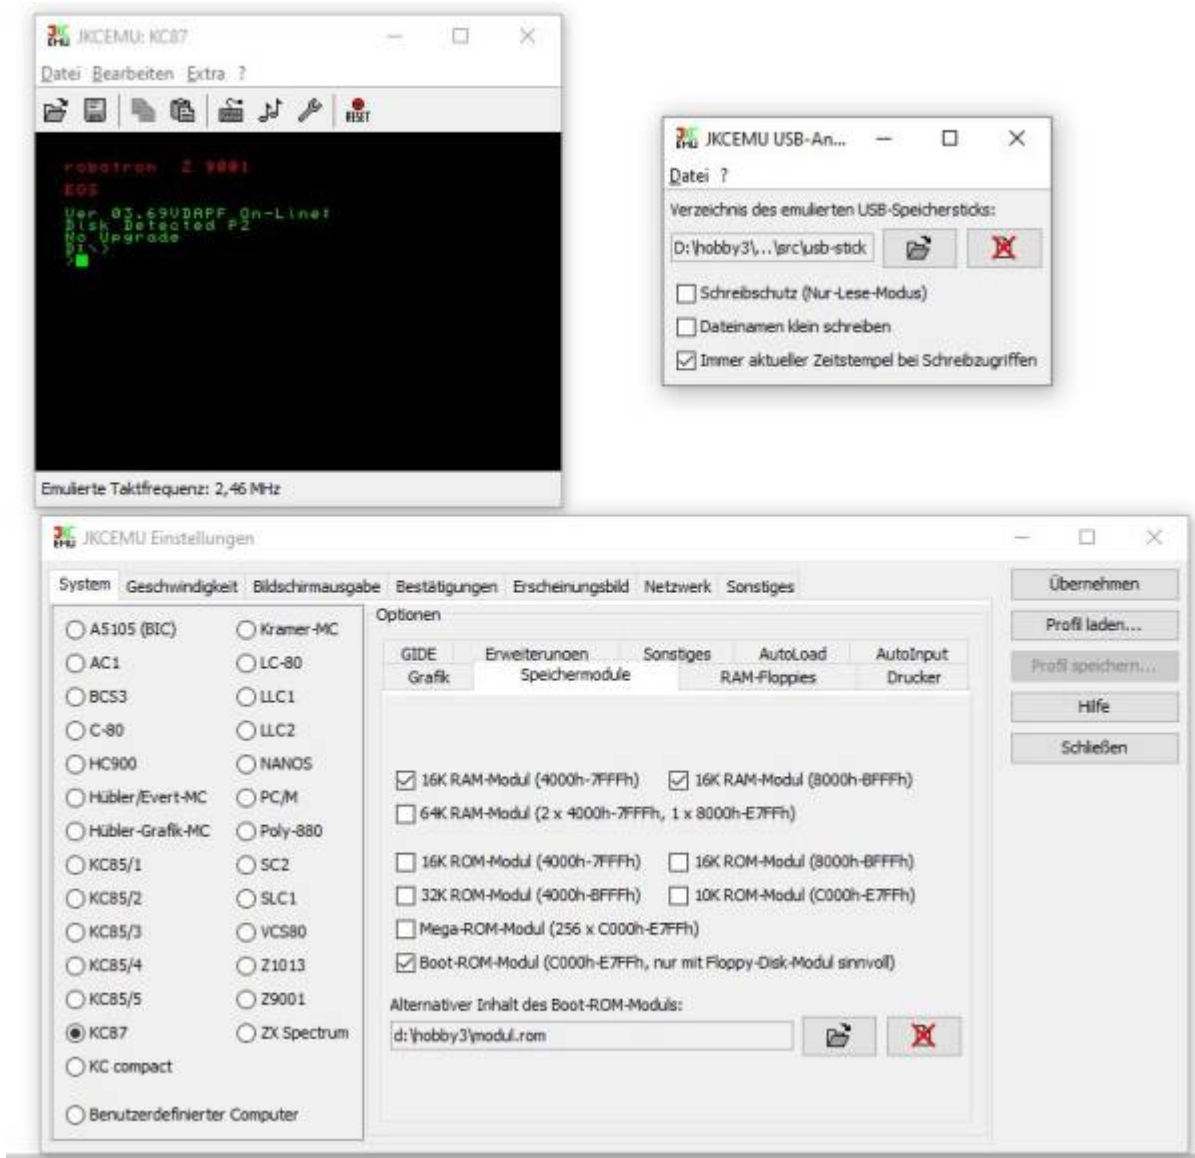 JKCEMU: KC87
Datei Bearbeiten Extra ?
RESET
robotron Z 9001
EOS
Ver 03.69VDAPF On-Line!
Disk Detected P2
No Upgrade
>
Emulierte Taktfrequenz: 2,46 MHz
JKCEMU USB-An...
Datei ?
Verzeichnis des emulierten USB-Speichersticks:
D:\hobby3\,...\src\usb-stick
Schreibschutz (Nur-Lese-Modus)
Dateinamen klein schreiben
Immer aktueller Zeitstempel bei Schreibzugriffen
JKCEMU Einstellungen
System Geschwindigkeit Bildschirmausgabe Bestätigungen Erscheinungsbild Netzwerk Sonstiges
A5105 (BIC) Kramer-MC
AC1 LC-80
BCS3 LLC1
C-80 LLC2
HC900 NANOS
Hübler/Evert-MC PC/M
Hübler-Grafik-MC Poly-880
KC85/1 SC2
KC85/2 SLC1
KC85/3 VCS80
KC85/4 Z1013
KC85/5 Z9001
KC87 ZX Spectrum
KC compact
Benutzerdefinierter Computer
Optionen
GIDE Erweiterungen Sonstiges AutoLoad AutoInput
Grafik Speichermodule RAM-Floppies Drucker
16K RAM-Modul (4000h-7FFFh) 16K RAM-Modul (8000h-BFFFh)
64K RAM-Modul (2 x 4000h-7FFFh, 1 x 8000h-E7FFh)
16K ROM-Modul (4000h-7FFFh) 16K ROM-Modul (8000h-BFFFh)
32K ROM-Modul (4000h-BFFFh) 10K ROM-Modul (C000h-E7FFh)
Mega-ROM-Modul (256 x C000h-E7FFh)
Boot-ROM-Modul (C000h-E7FFh, nur mit Floppy-Disk-Modul sinnvoll)
Alternativer Inhalt des Boot-ROM-Moduls:
d:\hobby3\modul.rom
Übernehmen
Profil laden...
Profil speichern...
Hilfe
Schließen